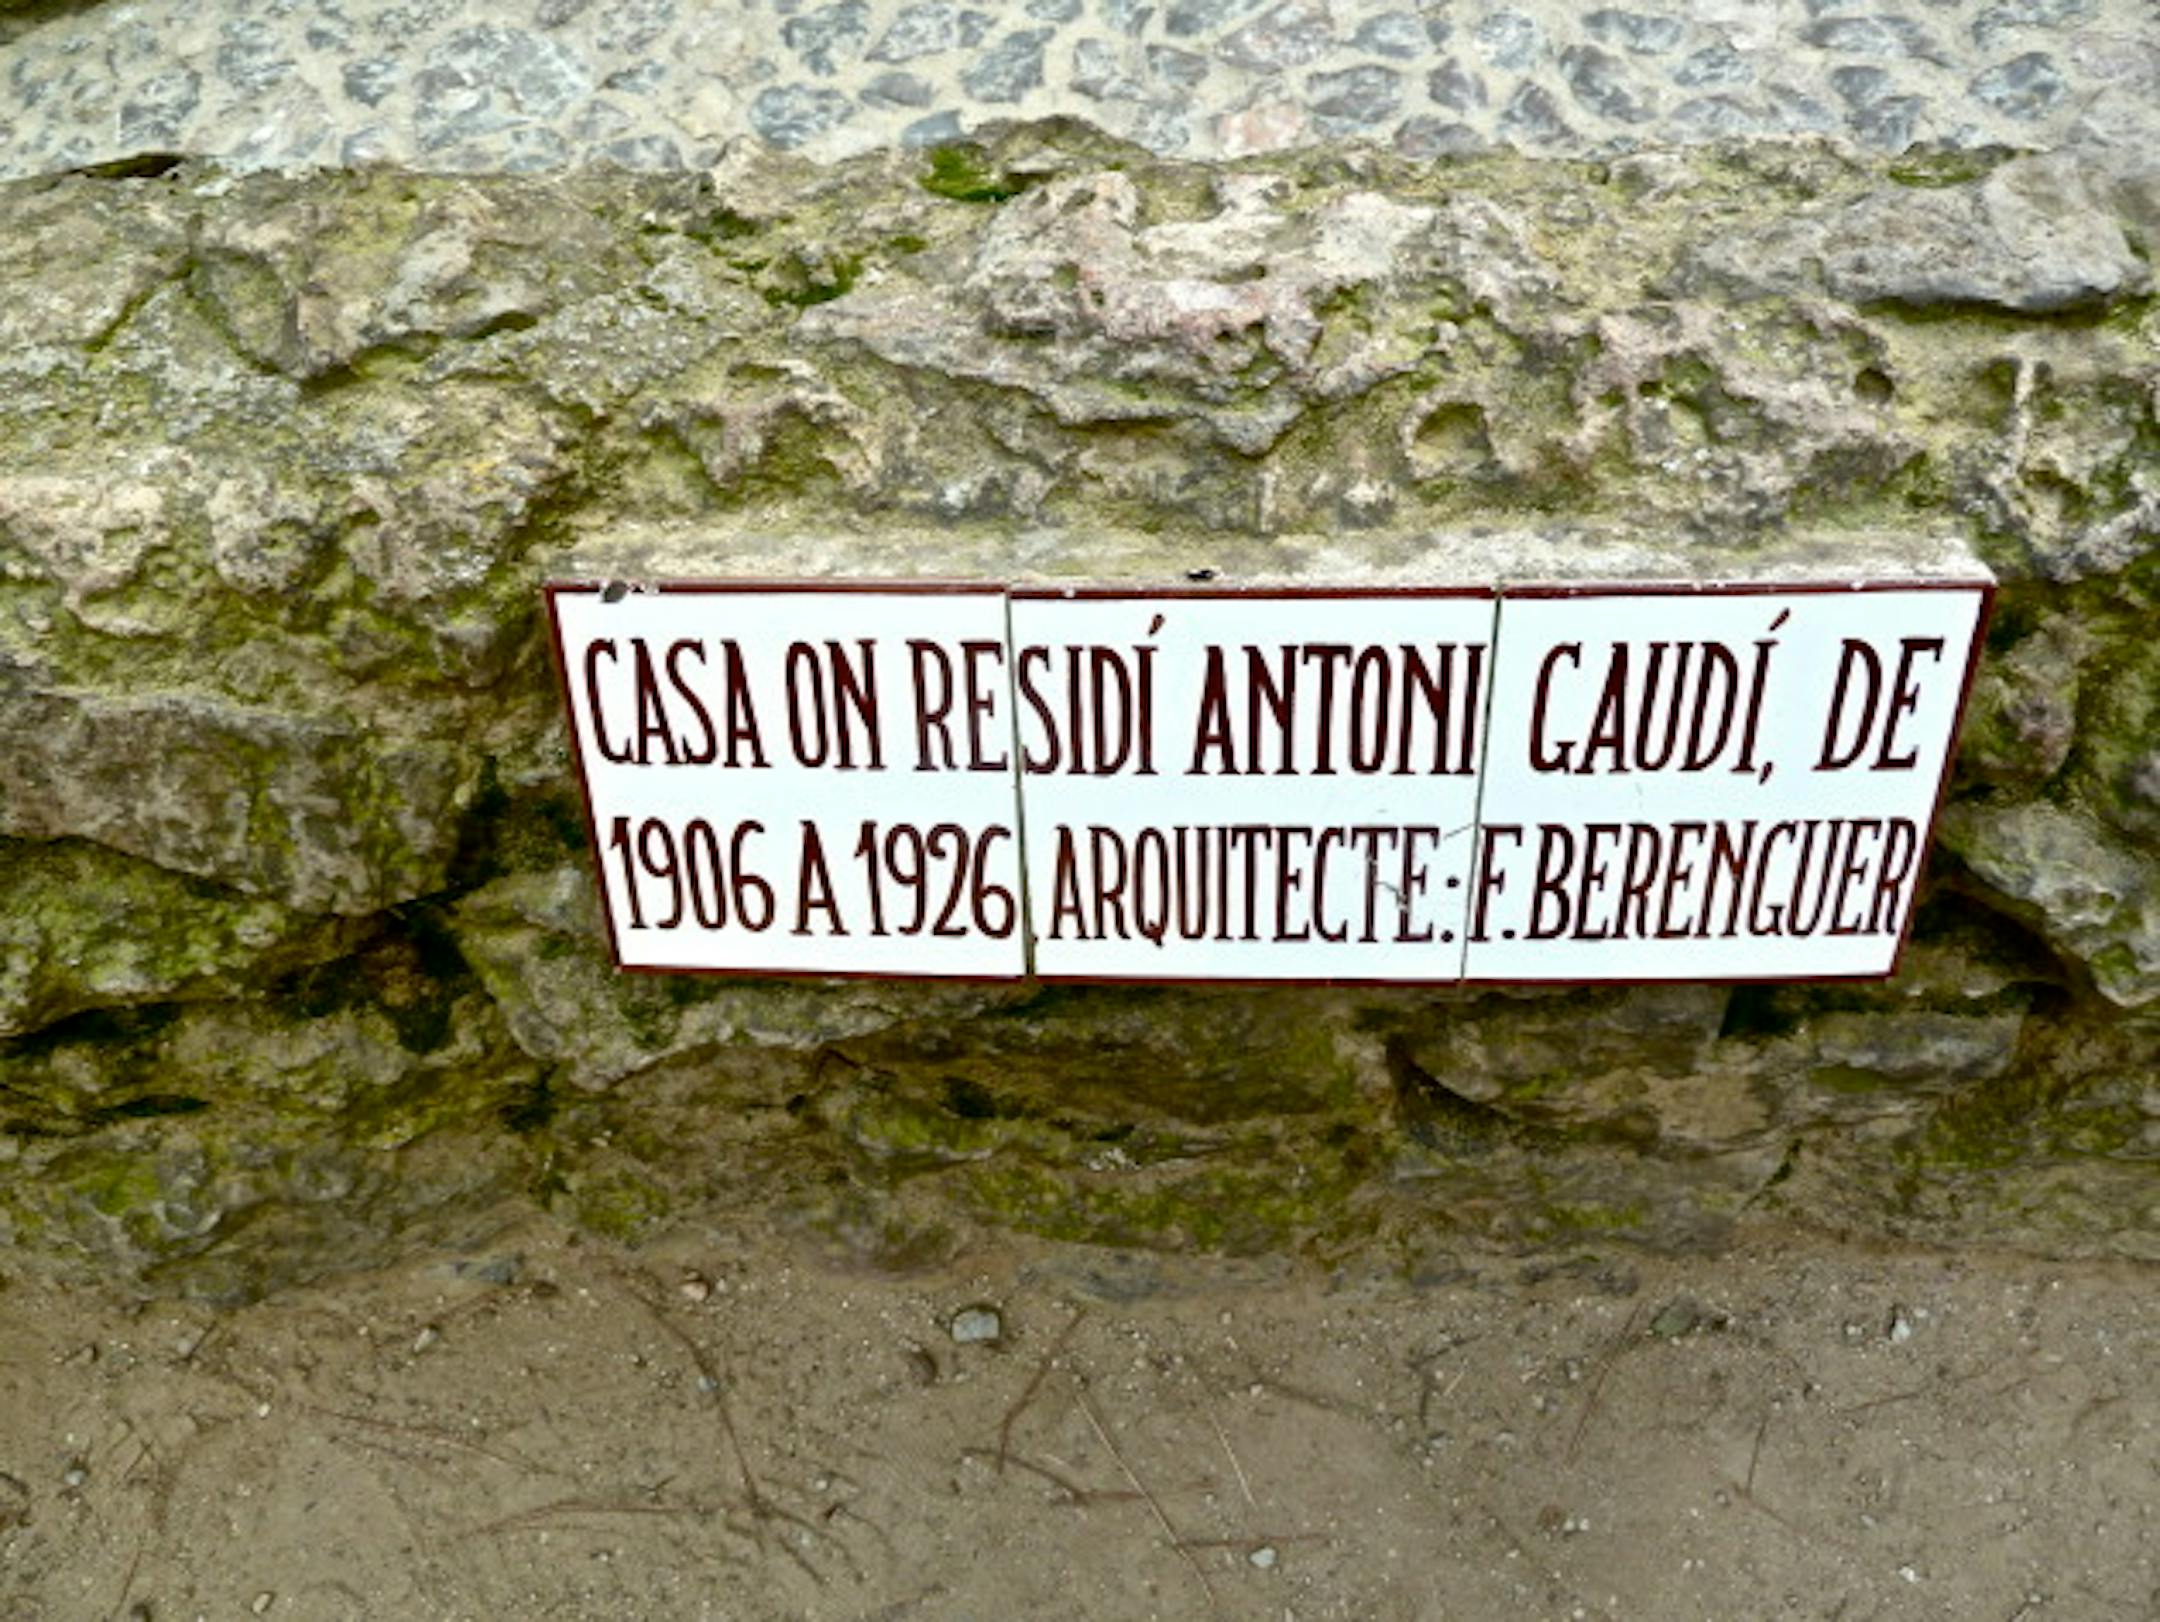 CASA ON RESIDÍ ANTONI GAUDÍ, DE
1906 A 1926. ARQUITECTE: F. BERENGUER